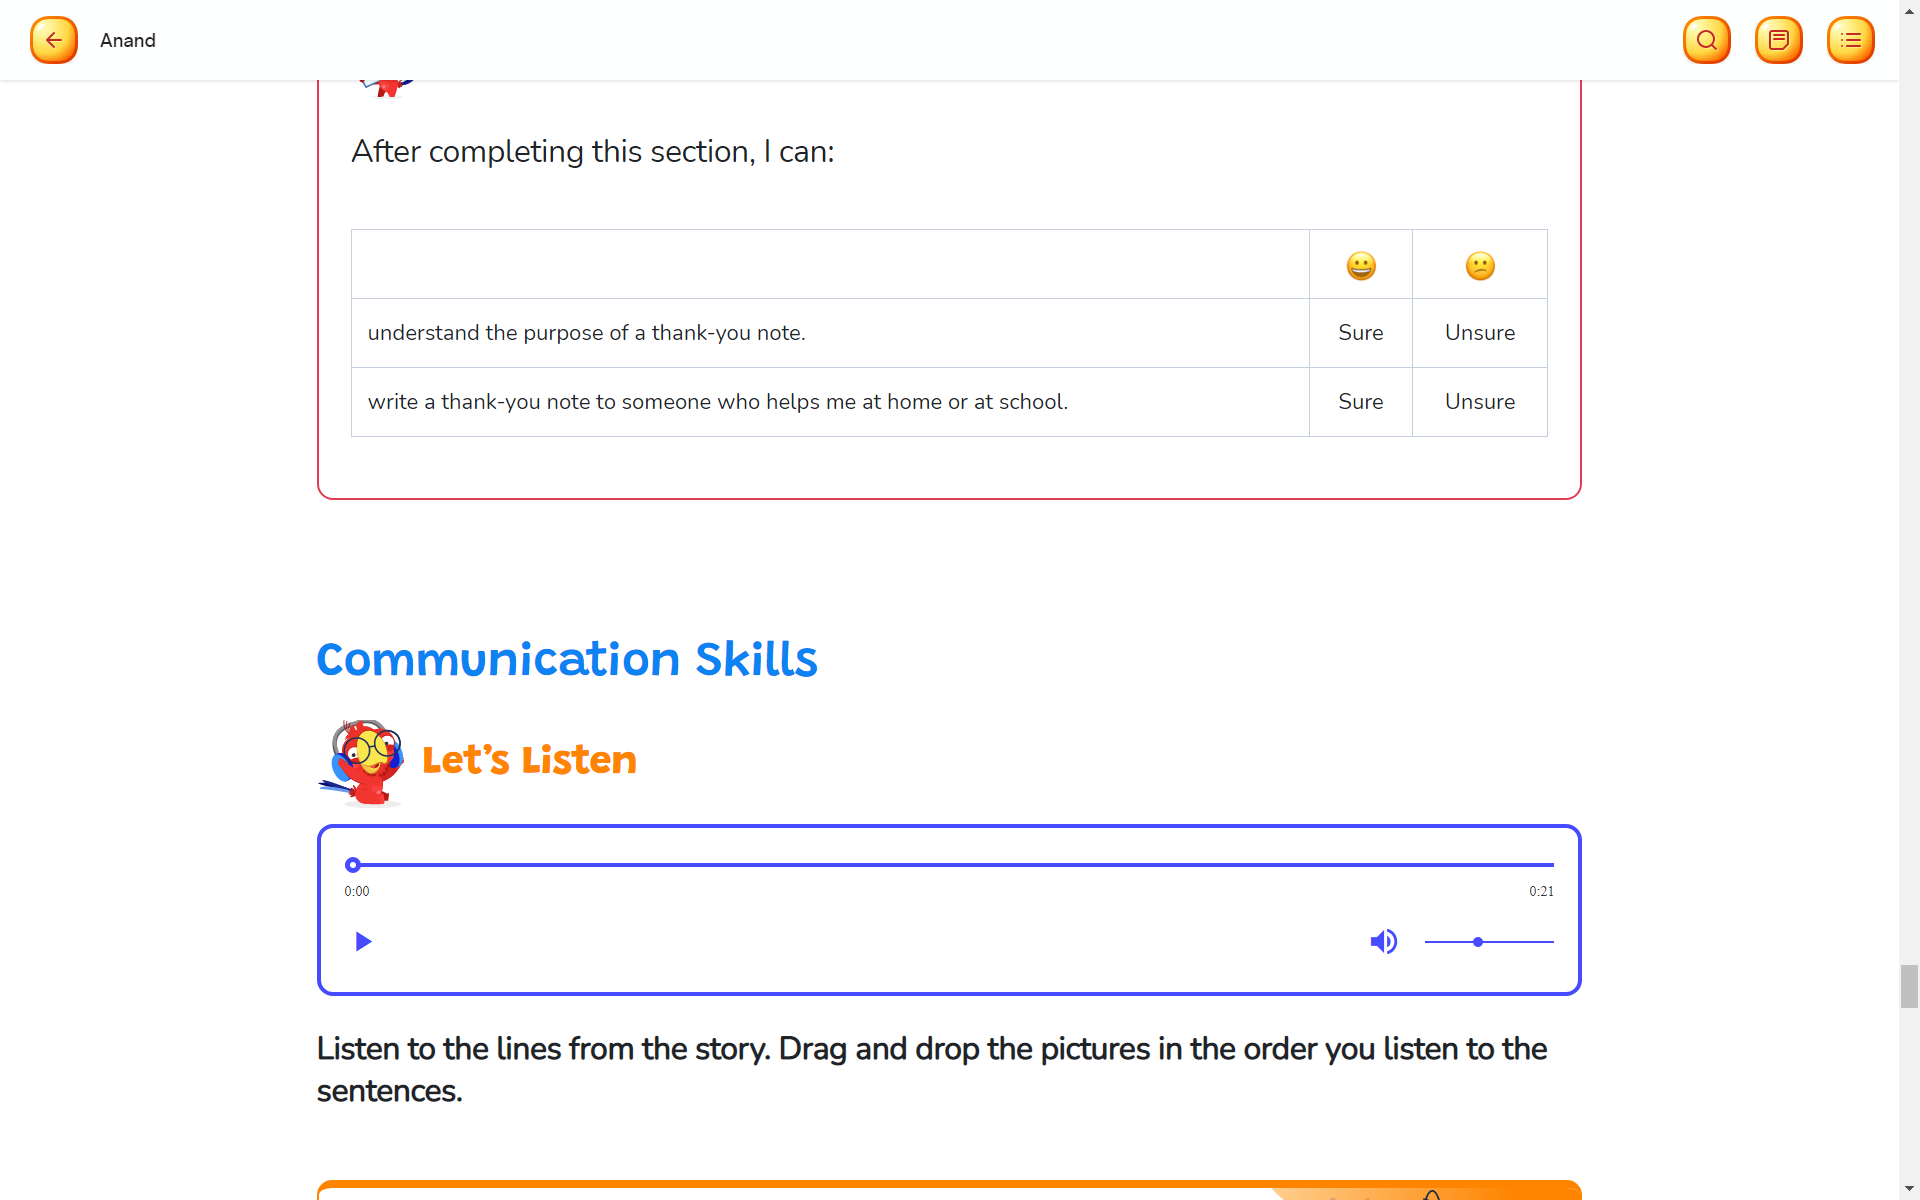 Anand
After completing this section, I can:
understand the purpose of a thank-you note. Sure Unsure
write a thank-you note to someone who helps me at home or at school. Sure Unsure
Communication Skills
Let's Listen
0:00 0:21
Listen to the lines from the story. Drag and drop the pictures in the order you listen to the
sentences.